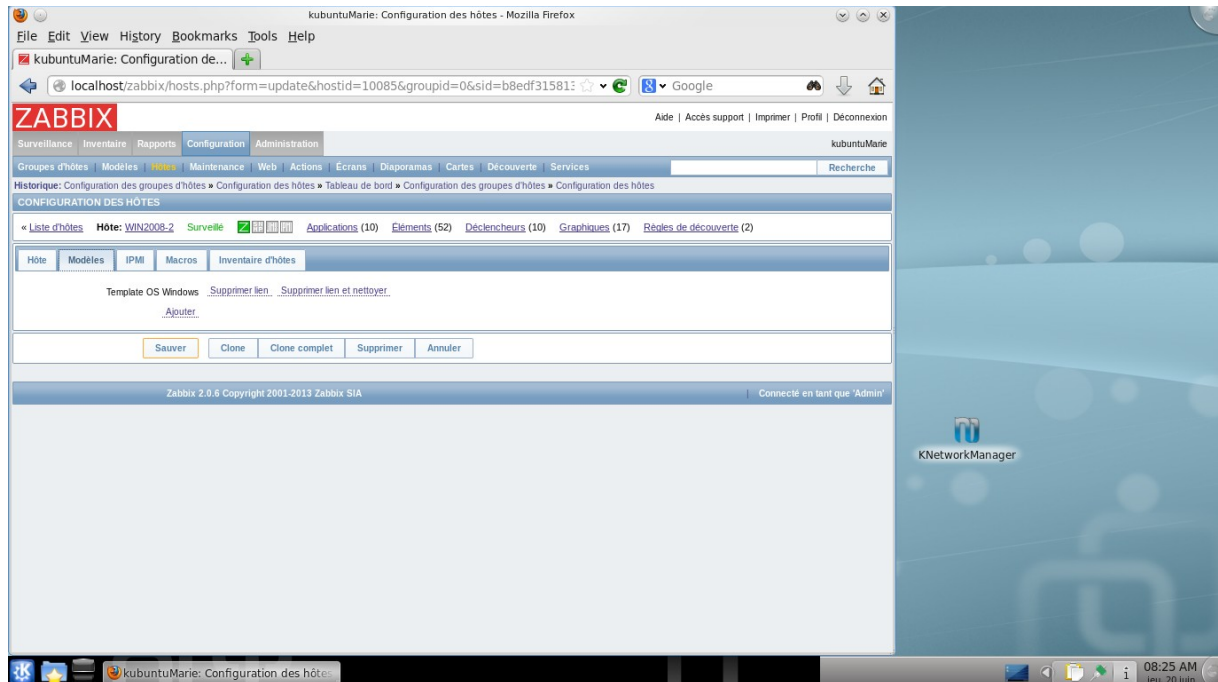 kubuntuMarie: Configuration des hôtes - Mozilla Firefox
File Edit View History Bookmarks Tools Help
kubuntuMarie: Configuration de...
localhost/zabbix/hosts.php?form=update&hostid=10085&groupid=0&sid=b8edf315813 Google
ZABBIX
Aide | Accès support | Imprimer | Profil | Déconnexion
Surveillance Inventaire Rapports Configuration Administration kubuntuMarie
Groupes d'hôtes | Modèles | Hôtes | Maintenance | Web | Actions | Écrans | Diaporamas | Cartes | Découverte | Services Recherche
Historique: Configuration des groupes d'hôtes » Configuration des hôtes » Tableau de bord » Configuration des groupes d'hôtes » Configuration des hôtes
CONFIGURATION DES HÔTES
« Liste d'hôtes Hôte: WIN2008-2 Surveillé Applications (10) Éléments (52) Déclencheurs (10) Graphiques (17) Règles de découverte (2)
Hôte Modèles IPMI Macros Inventaire d'hôtes
Template OS Windows Supprimer lien Supprimer lien et nettoyer
Ajouter
Sauver Clone Clone complet Supprimer Annuler
Zabbix 2.0.6 Copyright 2001-2013 Zabbix SIA | Connecté en tant que 'Admin'
KNetworkManager
kubuntuMarie: Configuration des hôtes
08:25 AM
jeu. 20 juin